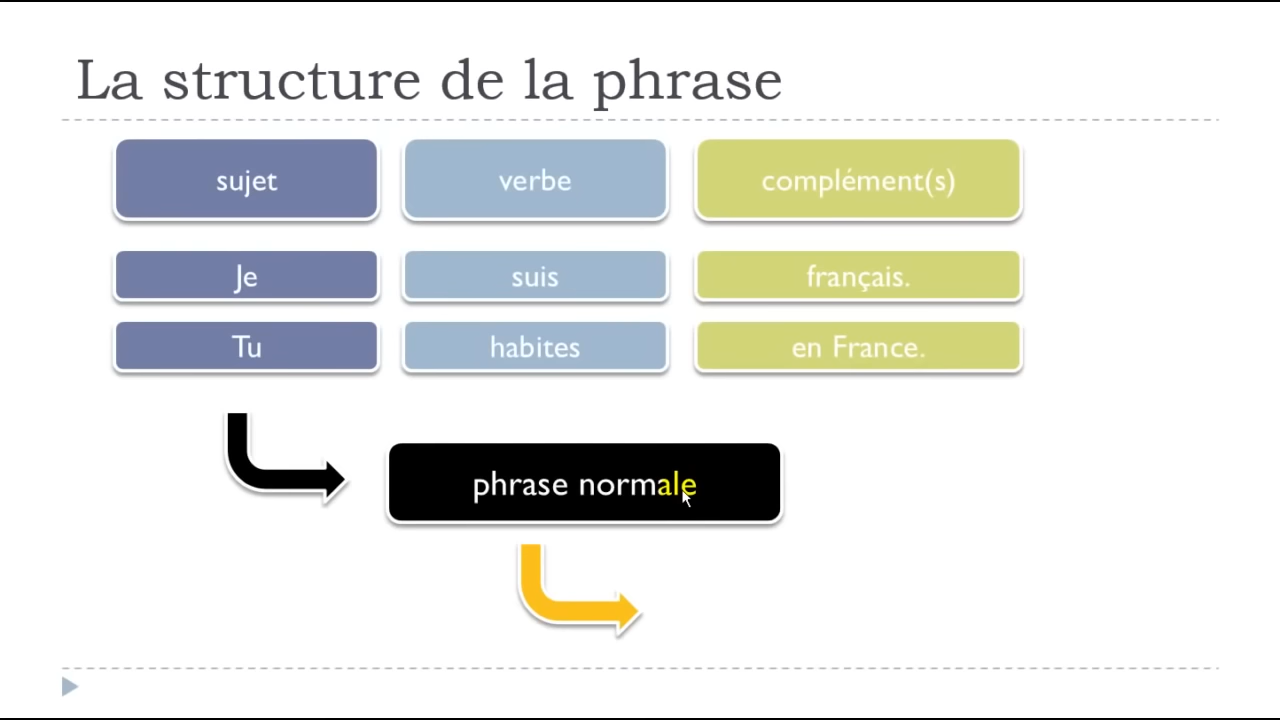 La structure de la phrase
sujet verbe complément(s)
Je suis français.
Tu habites en France.
phrase normale